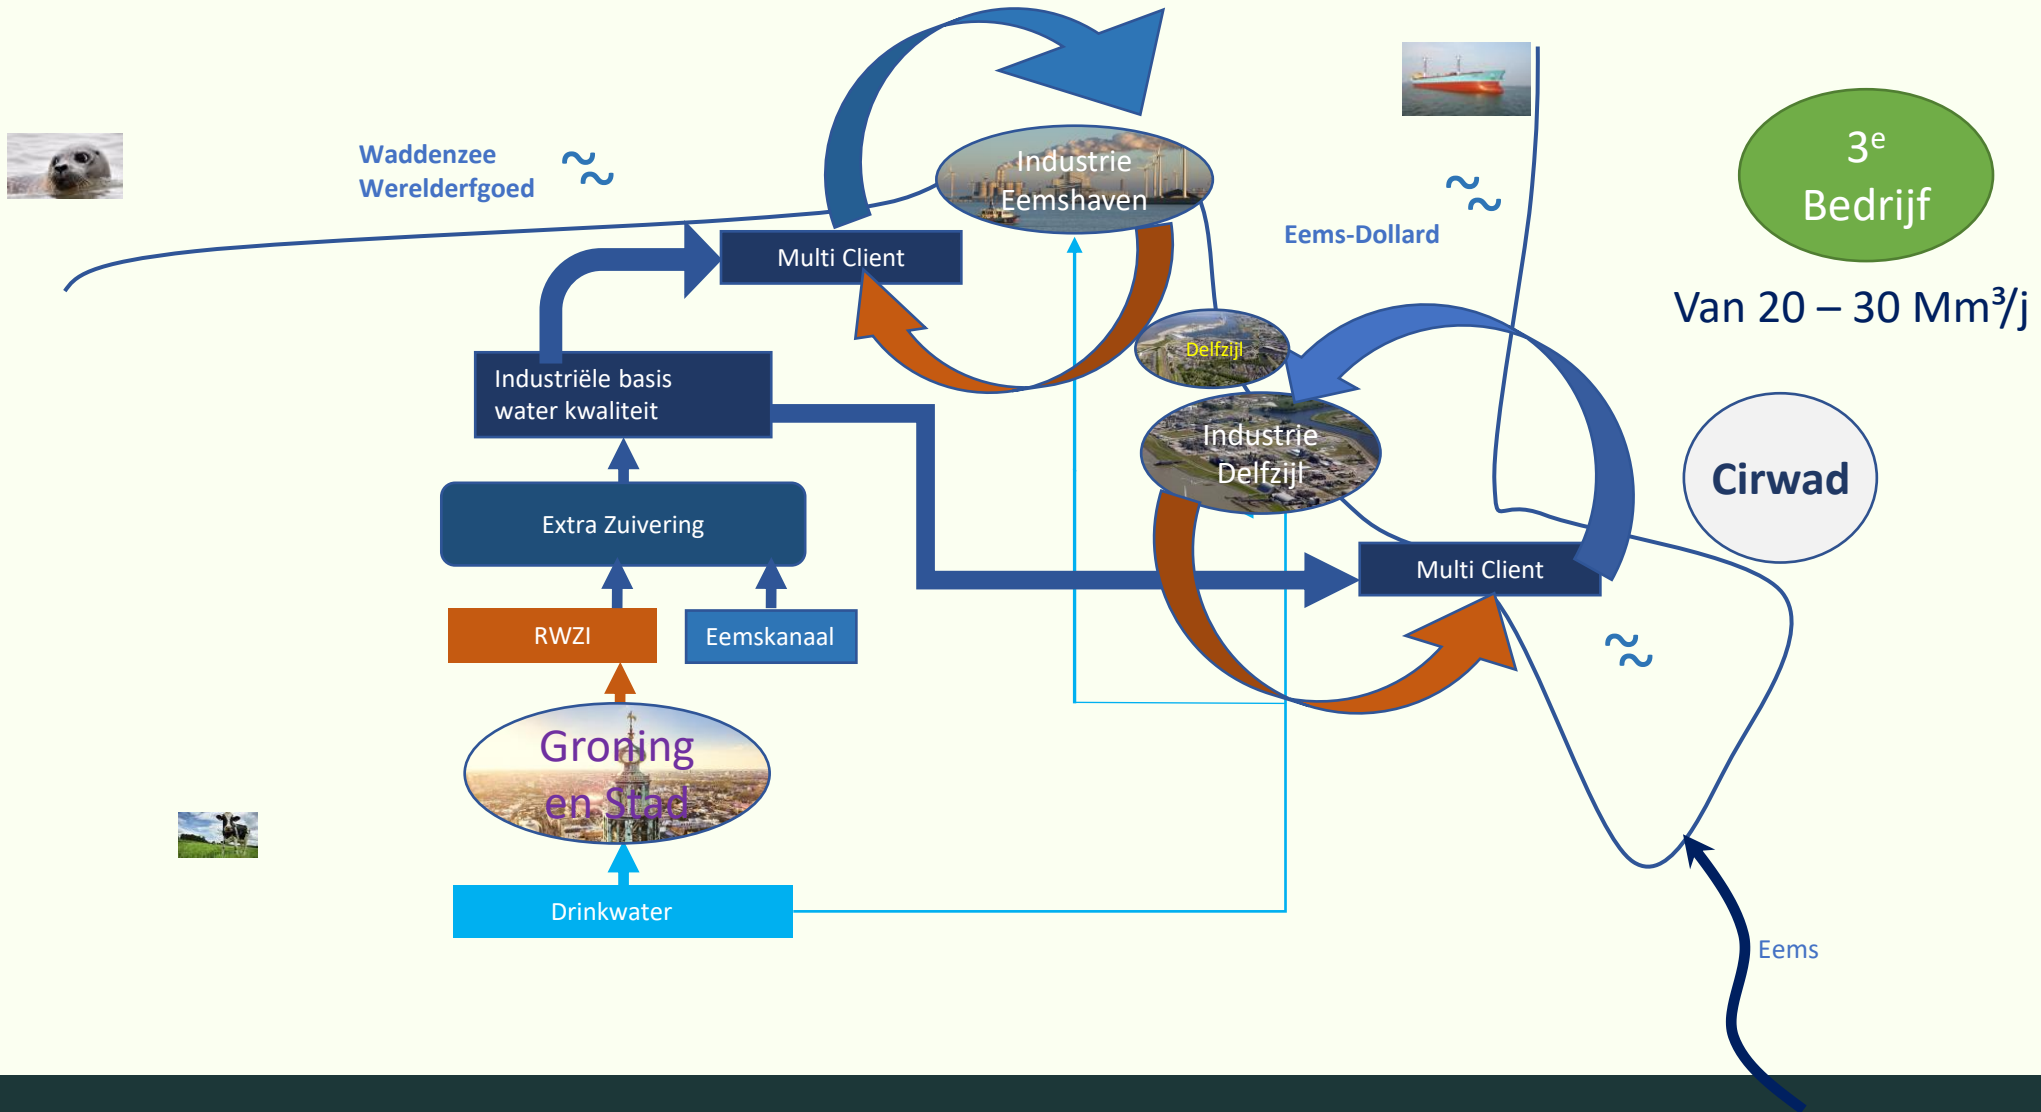 Waddenzee
Werelderfgoed
Industrie
Eemshaven
3e
Bedrijf
Eems-Dollard
Multi Client
Van 20 – 30 Mm³/j
Delfzijl
Industriële basis
water kwaliteit
Industrie
Delfzijl
Cirwad
Extra Zuivering
Multi Client
RWZI
Eemskanaal
Groning
en Stad
Drinkwater
Eems